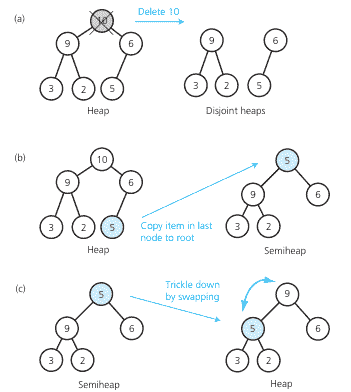 (a)
10
Delete 10
9
6
9
6
3
2
5
3
2
5
Heap
Disjoint heaps
(b)
10
5
9
6
9
6
3
2
5
3
2
Copy item in last
node to root
Heap
Semiheap
(c)
5
Trickle down
by swapping
9
9
6
5
6
3
2
3
2
Semiheap
Heap